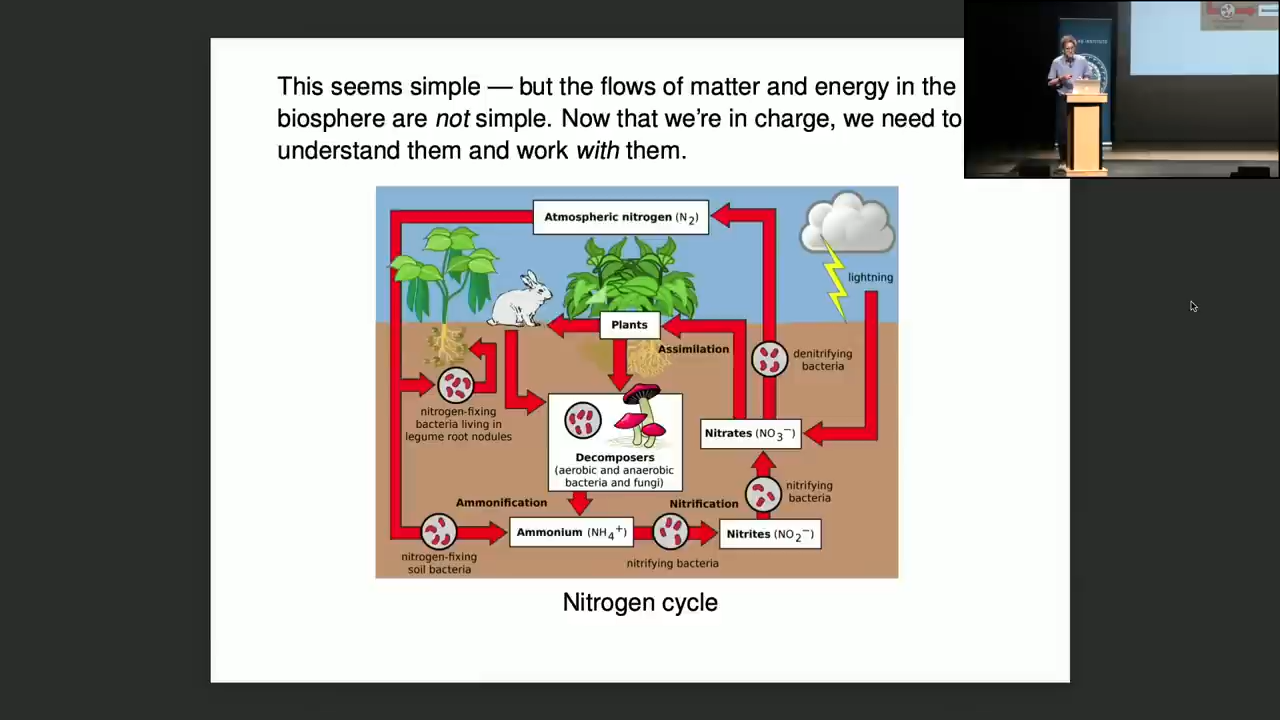 This seems simple — but the flows of matter and energy in the
biosphere are not simple. Now that we're in charge, we need to
understand them and work with them.
Atmospheric nitrogen (N2)
lightning
Plants
Assimilation
denitrifying
bacteria
nitrogen-fixing
bacteria living in
legume root nodules
Nitrates (NO3−)
Decomposers
(aerobic and anaerobic
bacteria and fungi)
nitrifying
bacteria
Ammonification
Nitrification
Ammonium (NH4+)
Nitrites (NO2−)
nitrogen-fixing
soil bacteria
nitrifying bacteria
Nitrogen cycle